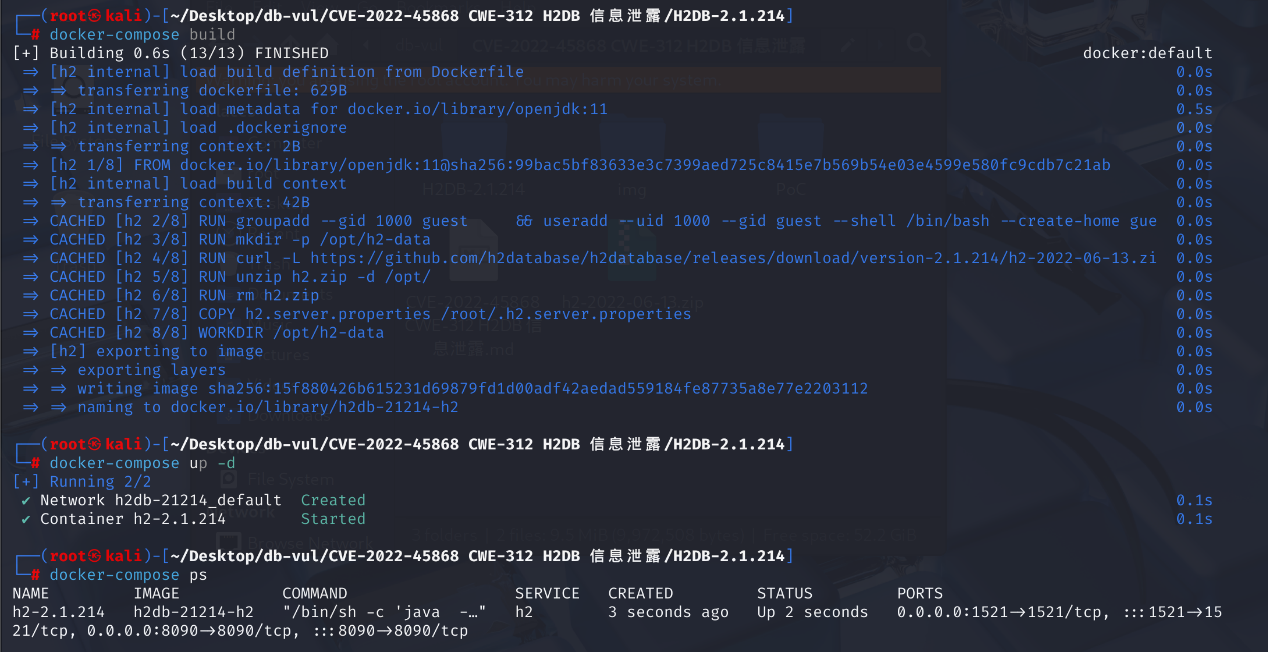 ┌──(root㉿kali)-[~/Desktop/db-vul/CVE-2022-45868 CWE-312 H2DB 信息泄露/H2DB-2.1.214]
└─# docker-compose build
[+] Building 0.6s (13/13) FINISHED docker:default
⇒ [h2 internal] load build definition from Dockerfile 0.0s
⇒ ⇒ transferring dockerfile: 629B 0.0s
⇒ [h2 internal] load metadata for docker.io/library/openjdk:11 0.5s
⇒ [h2 internal] load .dockerignore 0.0s
⇒ ⇒ transferring context: 2B 0.0s
⇒ [h2 1/8] FROM docker.io/library/openjdk:11@sha256:99bac5bf83633e3c7399aed725c8415e7b569b54e03e4599e580fc9cdb7c21ab 0.0s
⇒ [h2 internal] load build context 0.0s
⇒ ⇒ transferring context: 42B 0.0s
⇒ CACHED [h2 2/8] RUN groupadd --gid 1000 guest && useradd --uid 1000 --gid guest --shell /bin/bash --create-home gue 0.0s
⇒ CACHED [h2 3/8] RUN mkdir -p /opt/h2-data 0.0s
⇒ CACHED [h2 4/8] RUN curl -L https://github.com/h2database/h2database/releases/download/version-2.1.214/h2-2022-06-13.zi 0.0s
⇒ CACHED [h2 5/8] RUN unzip h2.zip -d /opt/ 0.0s
⇒ CACHED [h2 6/8] RUN rm h2.zip 0.0s
⇒ CACHED [h2 7/8] COPY h2.server.properties /root/.h2.server.properties 0.0s
⇒ CACHED [h2 8/8] WORKDIR /opt/h2-data 0.0s
⇒ [h2] exporting to image 0.0s
⇒ ⇒ exporting layers 0.0s
⇒ ⇒ writing image sha256:15f880426b615231d69879fd1d00adf42aedad559184fe87735a8e77e2203112 0.0s
⇒ ⇒ naming to docker.io/library/h2db-21214-h2 0.0s
┌──(root㉿kali)-[~/Desktop/db-vul/CVE-2022-45868 CWE-312 H2DB 信息泄露/H2DB-2.1.214]
└─# docker-compose up -d
[+] Running 2/2
✔ Network h2db-21214_default Created 0.1s
✔ Container h2-2.1.214 Started 0.1s
┌──(root㉿kali)-[~/Desktop/db-vul/CVE-2022-45868 CWE-312 H2DB 信息泄露/H2DB-2.1.214]
└─# docker-compose ps
NAME IMAGE COMMAND SERVICE CREATED STATUS PORTS
h2-2.1.214 h2db-21214-h2 "/bin/sh -c 'java -…" h2 3 seconds ago Up 2 seconds 0.0.0.0:1521→1521/tcp, :::1521→15
21/tcp, 0.0.0.0:8090→8090/tcp, :::8090→8090/tcp